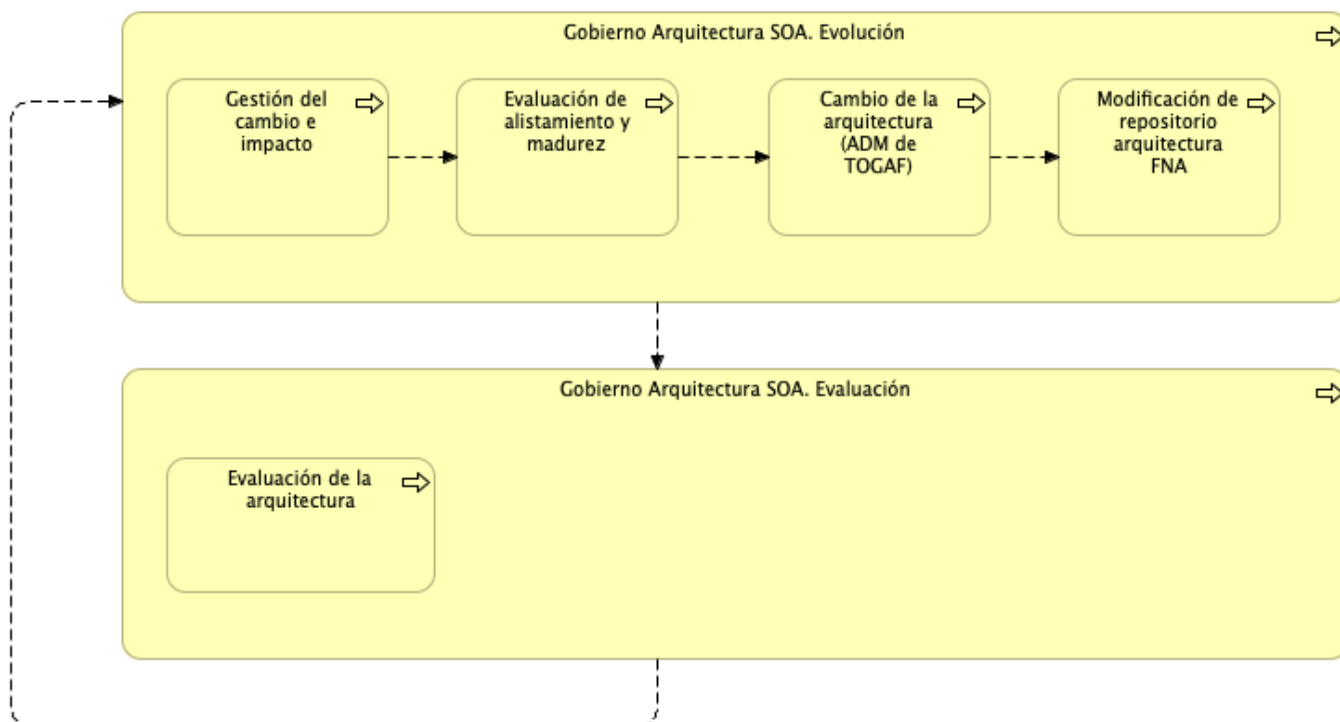 Gobierno Arquitectura SOA. Evolución
Gestión del
cambio e
impacto
Evaluación de
alistamiento y
madurez
Cambio de la
arquitectura
(ADM de
TOGAF)
Modificación de
repositorio
arquitectura
FNA
Gobierno Arquitectura SOA. Evaluación
Evaluación de la
arquitectura